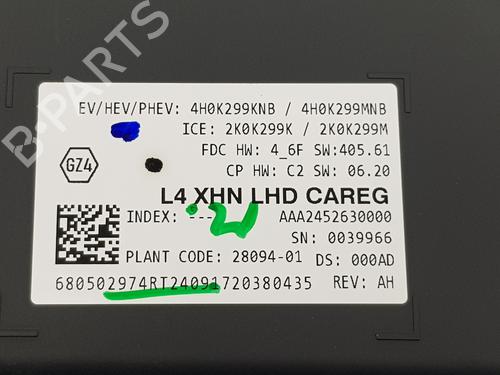 EV/HEV/PHEV: 4H0K299KNB / 4H0K299MNB
ICE: 2K0K299K / 2K0K299M
FDC HW: 4_6F SW:405.61
GZ4
CP HW: C2 SW: 06.20
L4 XHN LHD CAREG
INDEX: --- AAA2452630000
SN: 0039966
PLANT CODE: 28094-01 DS: 000AD
680502974RT24091720380435 REV: AH
B-PARTS